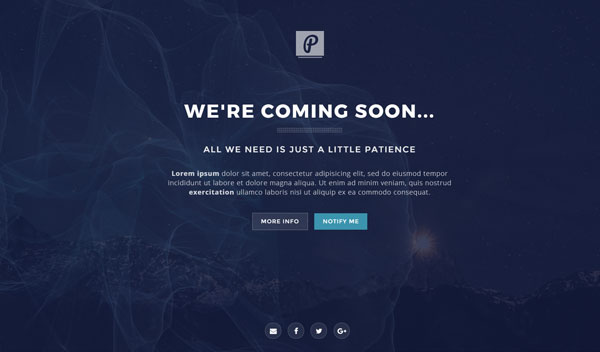 P
WE'RE COMING SOON...
ALL WE NEED IS JUST A LITTLE PATIENCE
Lorem ipsum dolor sit amet, consectetur adipisicing elit, sed do eiusmod tempor
incididunt ut labore et dolore magna aliqua. Ut enim ad minim veniam, quis nostrud
exercitation ullamco laboris nisi ut aliquip ex ea commodo consequat.
MORE INFO
NOTIFY ME
f
G+